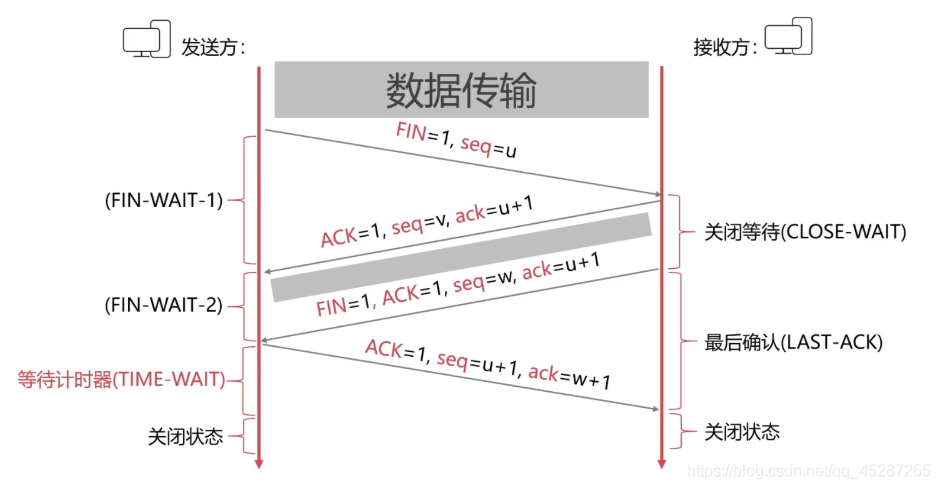 发送方：
接收方：
数据传输
FIN=1, seq=u
(FIN-WAIT-1)
ACK=1, seq=v, ack=u+1
关闭等待(CLOSE-WAIT)
(FIN-WAIT-2)
FIN=1, ACK=1, seq=w, ack=u+1
最后确认(LAST-ACK)
ACK=1, seq=u+1, ack=w+1
等待计时器(TIME-WAIT)
关闭状态
关闭状态
https://blog.csdn.net/qq_45287265